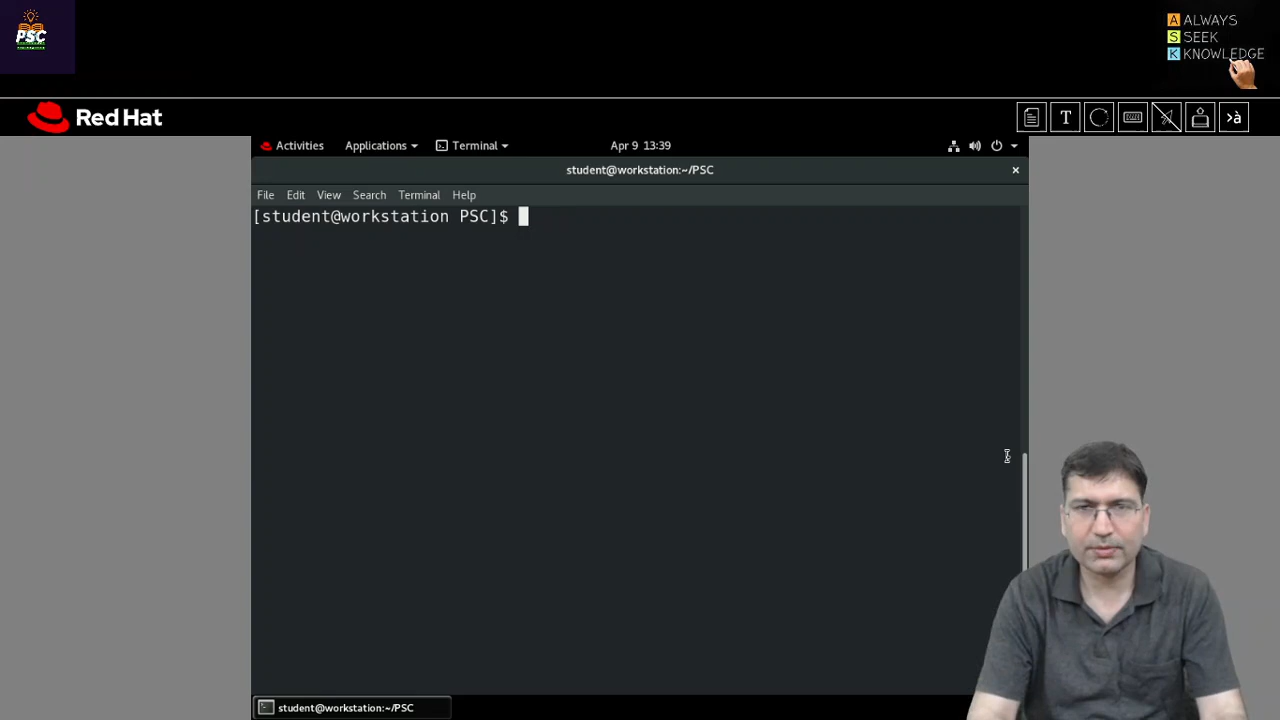 PSC
A ALWAYS
S SEEK
K KNOWLEDGE
Red Hat
T
>à
Activities Applications Terminal Apr 9 13:39
student@workstation:~/PSC ×
File Edit View Search Terminal Help
[student@workstation PSC]$
student@workstation:~/PSC